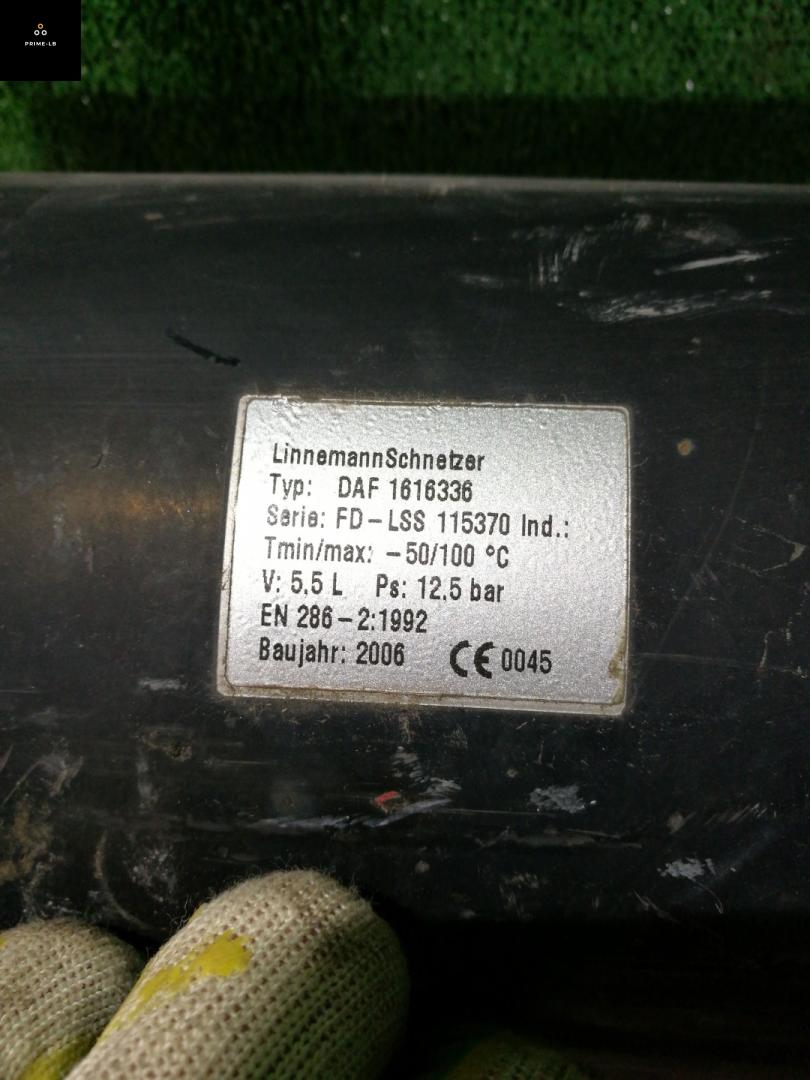 PRIME-LB
LinnemannSchnetzer
Typ: DAF 1616336
Serie: FD-LSS 115370 Ind.:
Tmin/max: -50/100 °C
V: 5,5 L Ps: 12,5 bar
EN 286-2:1992
Baujahr: 2006 CE 0045